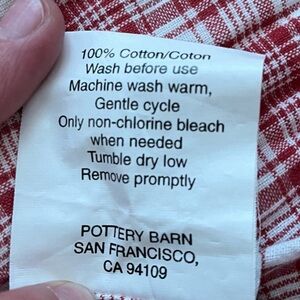 100% Cotton/Coton
Wash before use
Machine wash warm,
Gentle cycle
Only non-chlorine bleach
when needed
Tumble dry low
Remove promptly
POTTERY BARN
SAN FRANCISCO,
CA 94109